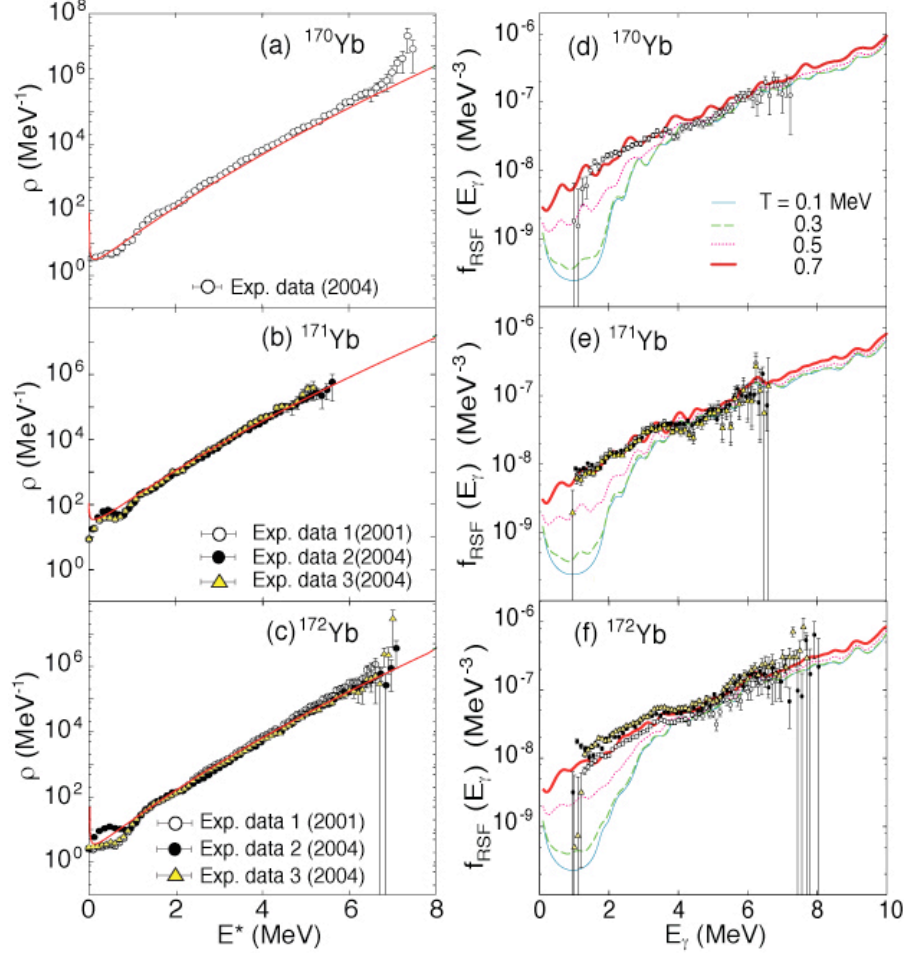 10^8
10^6
10^4
10^2
10^0
ρ (MeV^-1)
(a) ^170Yb
Exp. data (2004)
10^6
10^4
10^2
10^0
ρ (MeV^-1)
(b) ^171Yb
Exp. data 1(2001)
Exp. data 2(2004)
Exp. data 3(2004)
10^6
10^4
10^2
10^0
ρ (MeV^-1)
(c) ^172Yb
Exp. data 1 (2001)
Exp. data 2 (2004)
Exp. data 3 (2004)
0 2 4 6 8
E* (MeV)
10^-6
10^-7
10^-8
10^-9
f_RSF (E_γ) (MeV^-3)
(d) ^170Yb
T = 0.1 MeV
0.3
0.5
0.7
10^-6
10^-7
10^-8
10^-9
f_RSF (E_γ) (MeV^-3)
(e) ^171Yb
10^-6
10^-7
10^-8
10^-9
f_RSF (E_γ) (MeV^-3)
(f) ^172Yb
0 2 4 6 8 10
E_γ (MeV)